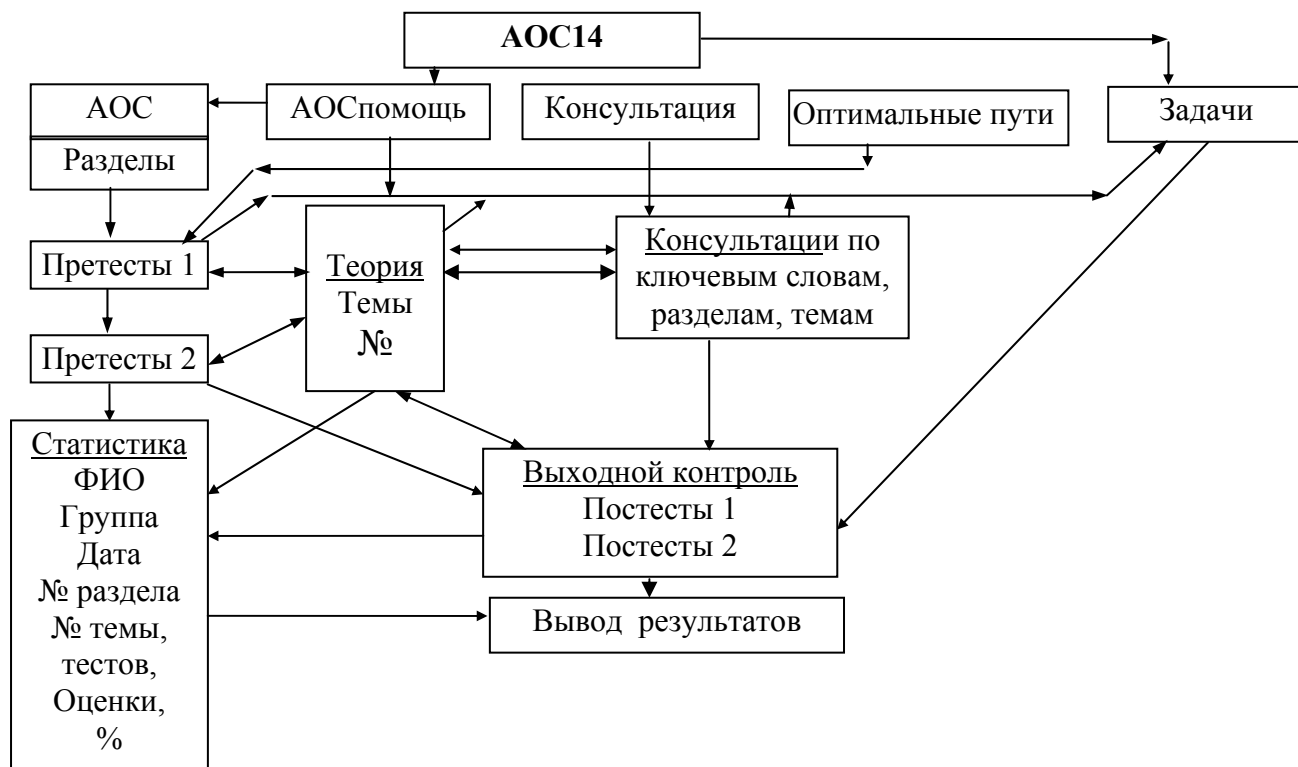 АОС14
АОС
АОСпомощь
Консультация
Оптимальные пути
Задачи
Разделы
Претесты 1
Теория
Темы
№
Консультации по
ключевым словам,
разделам, темам
Претесты 2
Статистика
ФИО
Группа
Дата
№ раздела
№ темы,
тестов,
Оценки,
%
Выходной контроль
Постесты 1
Постесты 2
Вывод результатов